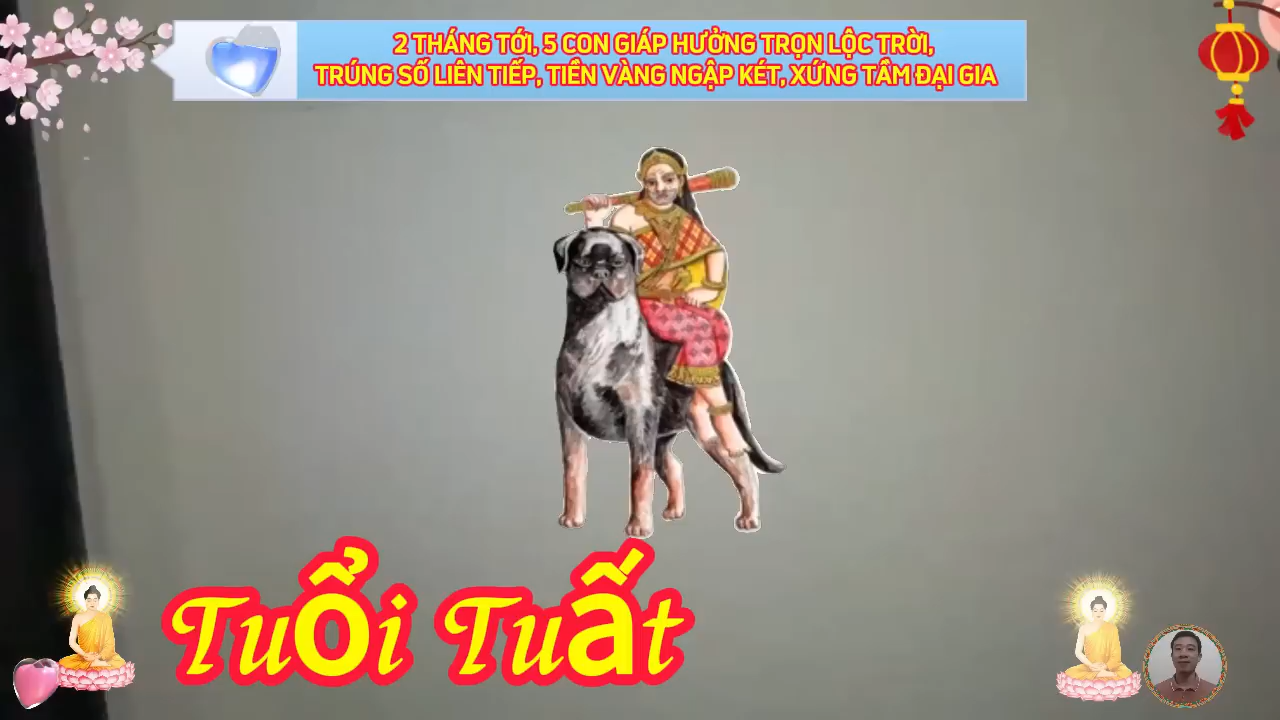 2 THÁNG TỚI, 5 CON GIÁP HƯỞNG TRỌN LỘC TRỜI,
TRÚNG SỐ LIÊN TIẾP, TIỀN VÀNG NGẬP KÉT, XỨNG TẦM ĐẠI GIA
Tuổi Tuất